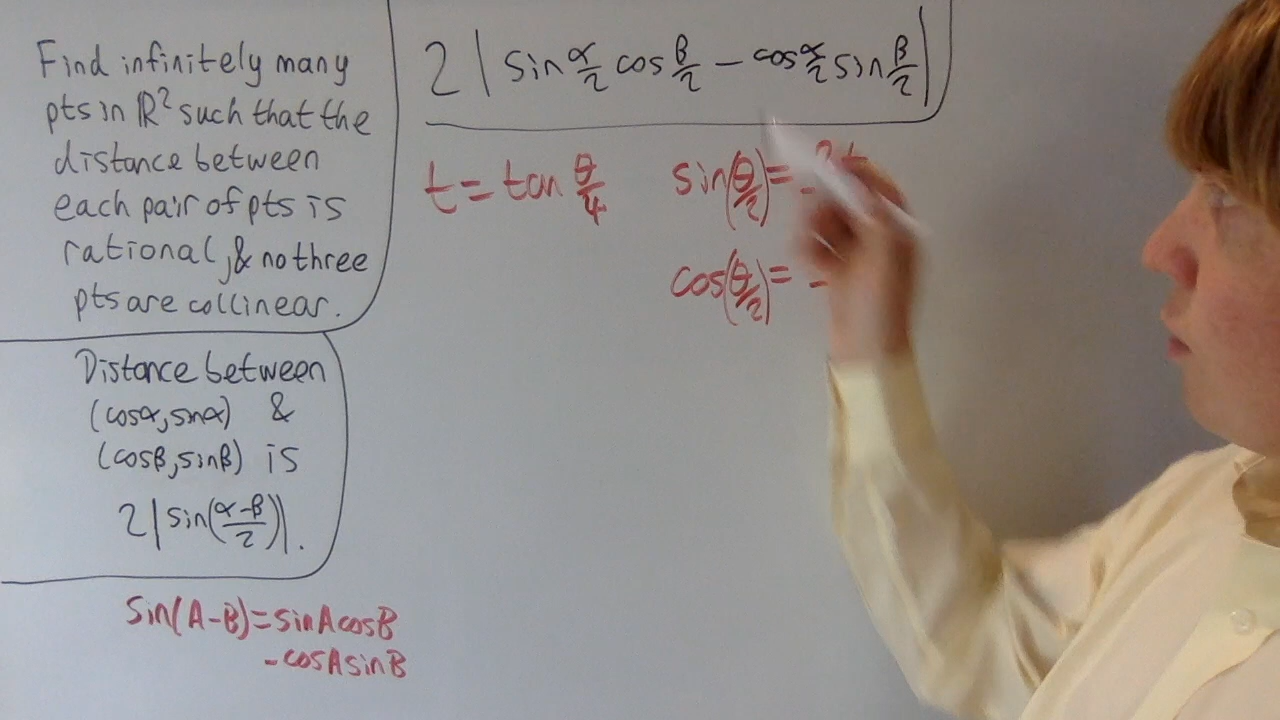 Find infinitely many
pts in ℝ² such that the
distance between
each pair of pts is
rational, & no three
pts are collinear.
Distance between
(cosα, sinα) &
(cosβ, sinβ) is
2|sin((α-β)/2)|.
sin(A-B)=sinAcosB
-cosAsinB
2|sin α/2 cos β/2 - cos α/2 sin β/2|
t = tan θ/4
sin(θ/2)=
cos(θ/2)=